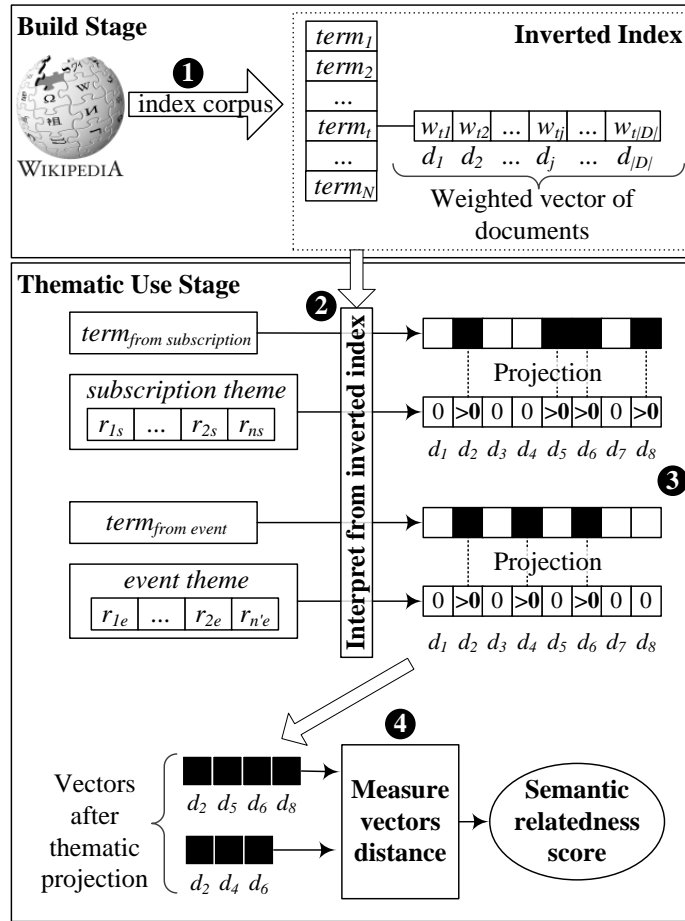 Build Stage
Inverted Index
1
index corpus
WIKIPEDIA
term1
term2
...
termt
...
termN
wt1 wt2 ... wtj ... wt|D|
d1 d2 ... dj ... d|D|
Weighted vector of
documents
Thematic Use Stage
2
Interpret from inverted index
termfrom subscription
Projection
subscription theme
r1s ... r2s rns
0 >0 0 0 >0 >0 0 >0
d1 d2 d3 d4 d5 d6 d7 d8
3
termfrom event
Projection
event theme
r1e ... r2e rn'e
0 >0 0 >0 0 >0 0 0
d1 d2 d3 d4 d5 d6 d7 d8
4
Vectors
after
thematic
projection
d2 d5 d6 d8
d2 d4 d6
Measure
vectors
distance
Semantic
relatedness
score